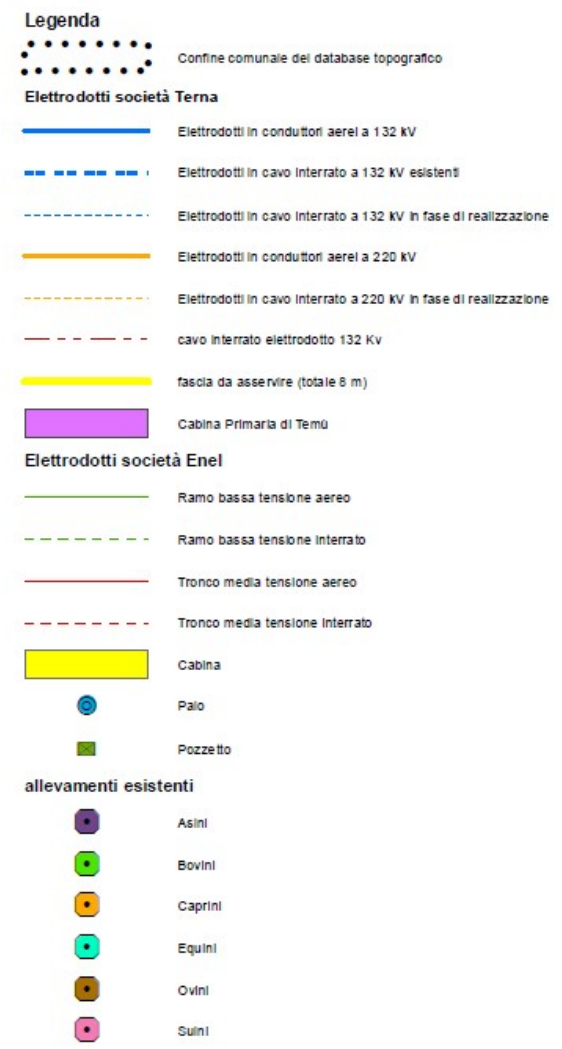 Legenda
Confine comunale del database topografico
Elettrodotti società Terna
Elettrodotti in conduttori aerei a 132 kV
Elettrodotti in cavo interrato a 132 kV esistenti
Elettrodotti in cavo interrato a 132 kV in fase di realizzazione
Elettrodotti in conduttori aerei a 220 kV
Elettrodotti in cavo interrato a 220 kV in fase di realizzazione
cavo interrato elettrodotto 132 Kv
fascia da asservire (totale 8 m)
Cabina Primaria di Temù
Elettrodotti società Enel
Ramo bassa tensione aereo
Ramo bassa tensione interrato
Tronco media tensione aereo
Tronco media tensione interrato
Cabina
Palo
Pozzetto
allevamenti esistenti
Asini
Bovini
Caprini
Equini
Ovini
Suini